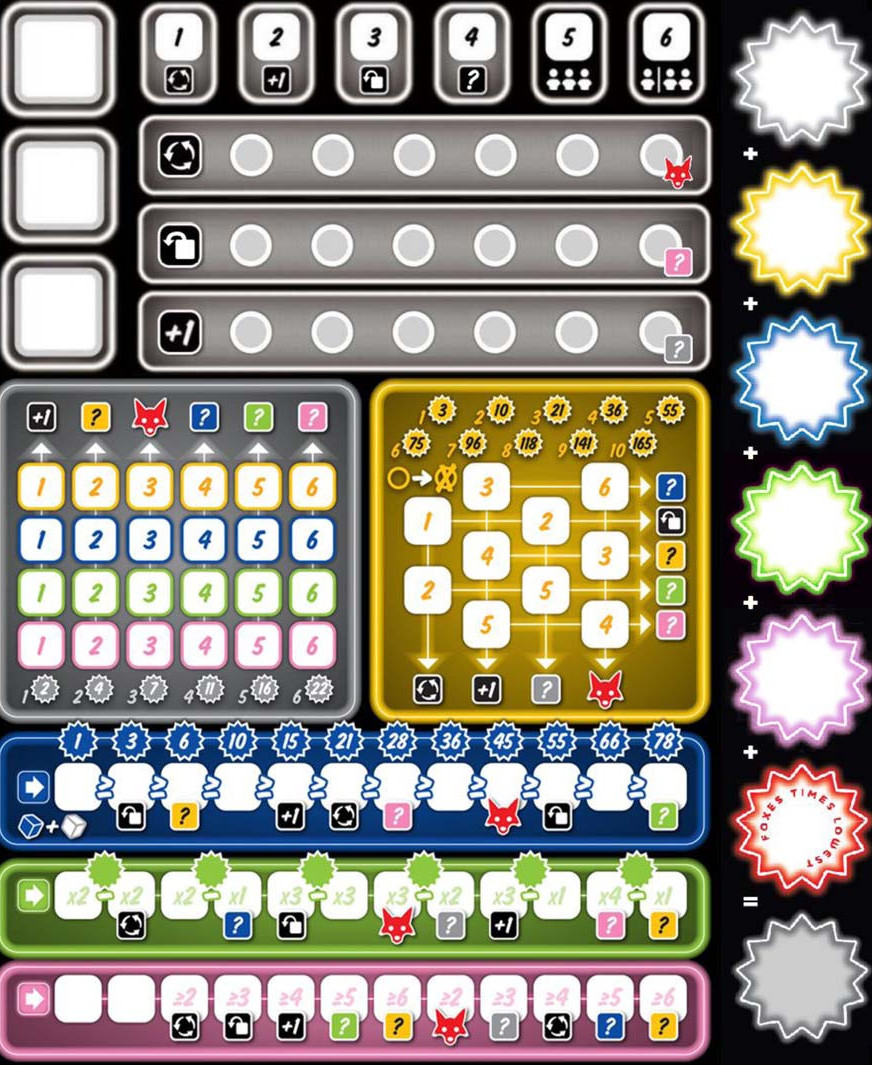 1 2 3 4 5 6
+1 ?
?
+1
?
+1 ? ? ? ?
1 2 3 4 5 6
1 2 3 4 5 6
1 2 3 4 5 6
1 2 3 4 5 6
1 2 2 4 3 7 4 11 5 16 6 22
1 3 2 10 3 21 4 36 5 55
6 75 7 96 8 118 9 141 10 165
3 6 ?
1 2
4 3 ?
2 5 ?
5 4 ?
+1 ?
1 3 6 10 15 21 28 36 45 55 66 78
≥ ≥ ≥ ≥ ≥ ≥ ≥ ≥ ≥ ≥ ≥
+ ? +1 ? ?
x2 - x2 x2 - x1 x3 - x3 x3 - x2 x3 - x1 x4 - x1
? ? +1 ? ?
≥2 ≥3 ≥4 ≥5 ≥6 ≥2 ≥3 ≥4 ≥5 ≥6
+1 ? ? ? ? ?
+
+
+
+
+
FOXES TIMES LOWEST
=